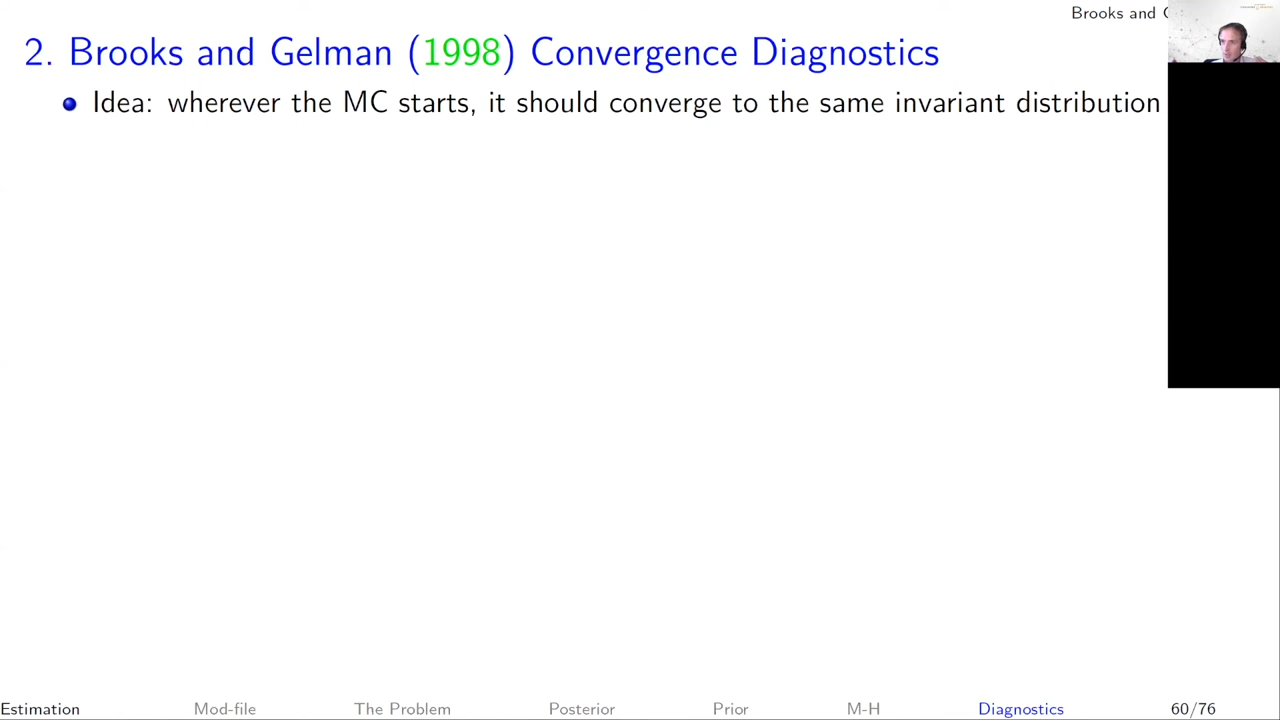 Brooks and
2. Brooks and Gelman (1998) Convergence Diagnostics
Idea: wherever the MC starts, it should converge to the same invariant distribution
Estimation Mod-file The Problem Posterior Prior M-H Diagnostics 60/76